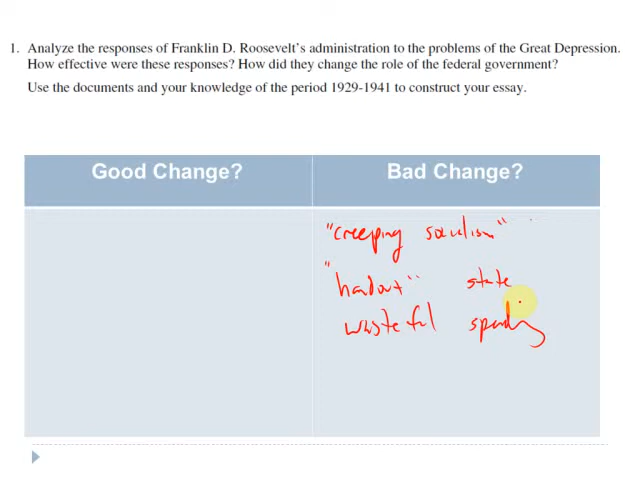 1. Analyze the responses of Franklin D. Roosevelt's administration to the problems of the Great Depression.
How effective were these responses? How did they change the role of the federal government?
Use the documents and your knowledge of the period 1929-1941 to construct your essay.
Good Change? Bad Change?
"creeping socialism"
"handout" state
wasteful spending